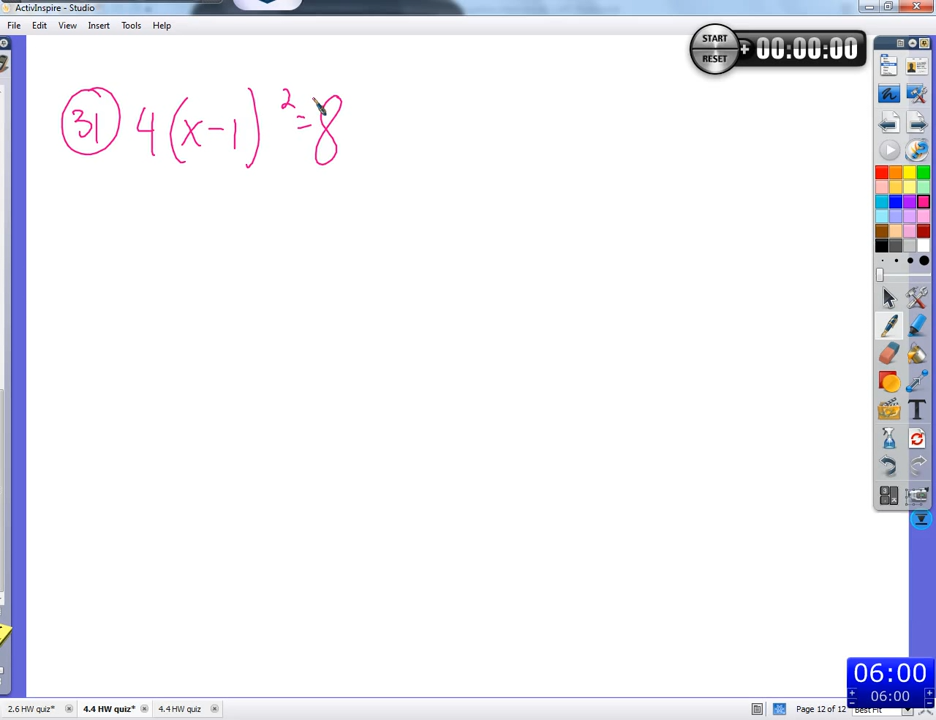 ActivInspire - Studio
File Edit View Insert Tools Help
START
RESET
+ 00:00:00
31 4(x-1)² = 8
T
06:00
06:00
2.6 HW quiz* 4.4 HW quiz* 4.4 HW quiz
Page 12 of 12 Best Fit